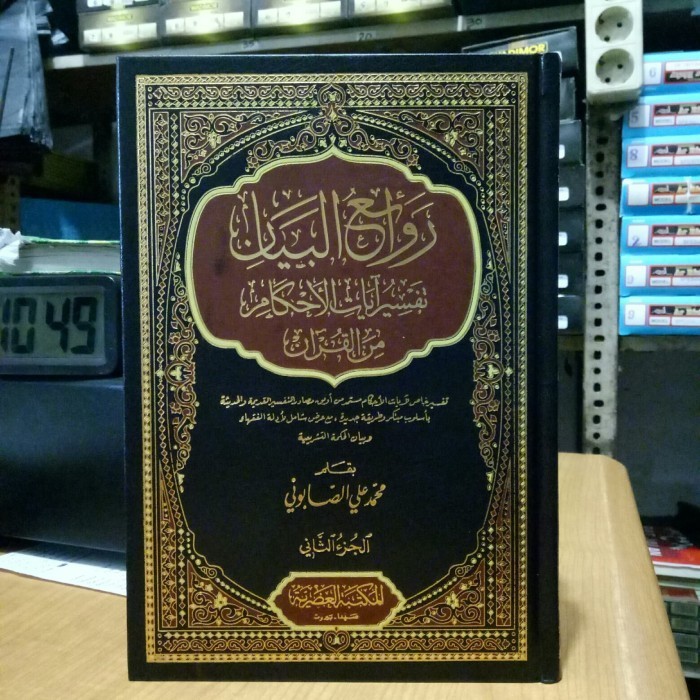 روائع البيان
تفسير آيات الأحكام
من القرآن
تفسير خاص لآيات الأحكام مستمد من أوثق مصادر التفسير القديمة والحديثة
بأسلوب مبتكر وطريقة جديدة، مع عرض شامل لأدلة الفقهاء
وبيان الحكمة التشريعية
بقلم
محمد علي الصابوني
الجزء الثاني
المكتبة العصرية
صيدا - بيروت
10 49